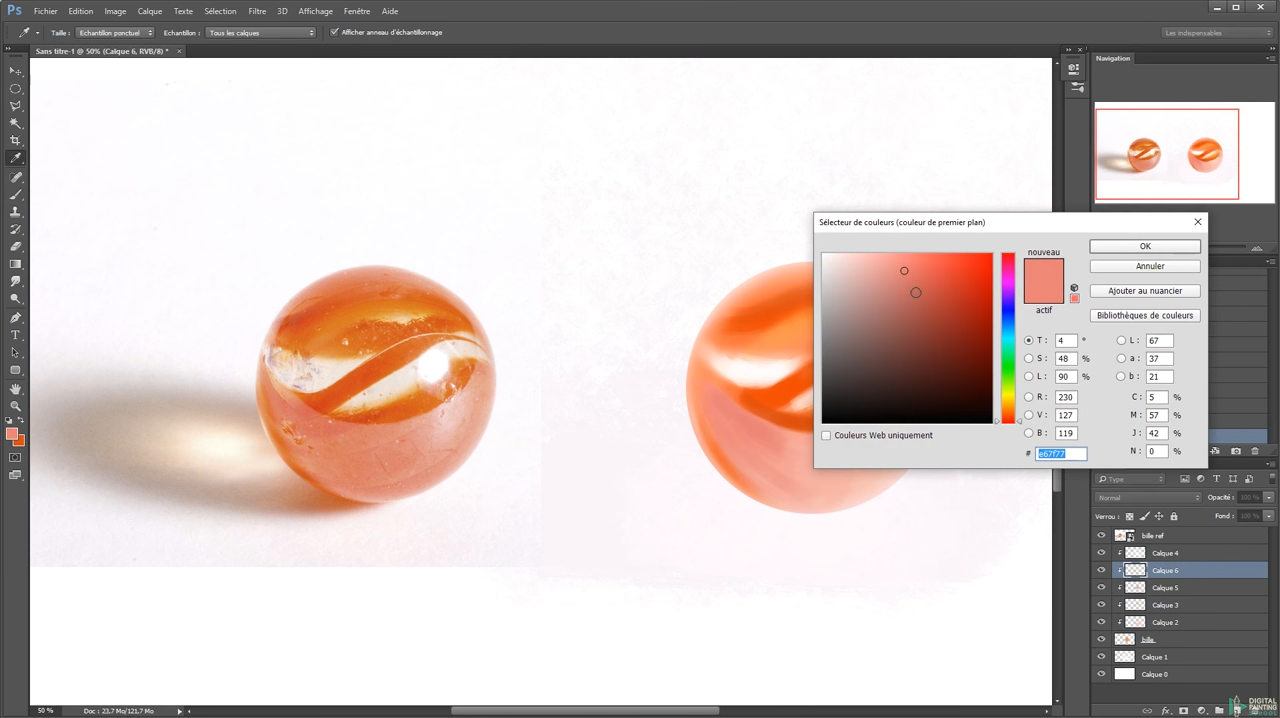 Ps Fichier Edition Image Calque Texte Sélection Filtre 3D Affichage Fenêtre Aide
Taille : Echantillon ponctuel Echantillon : Tous les calques Afficher anneau d'échantillonnage Les indispensables
Sans titre-1 @ 50% (Calque 6, RVB/8) * ×
Navigation
Sélecteur de couleurs (couleur de premier plan)
nouveau
OK
Annuler
Ajouter au nuancier
actif
Bibliothèques de couleurs
T : 4 ° L : 67
S : 48 % a : 37
L : 90 % b : 21
R : 230 C : 5 %
V : 127 M : 57 %
B : 119 J : 42 %
Couleurs Web uniquement
# e67f77 N : 0 %
Type
Normal Opacité : 100 %
Verrou : Fond : 100 %
bille ref
Calque 4
Calque 6
Calque 5
Calque 3
Calque 2
bille
Calque 1
Calque 0
50 % Doc : 23,7 Mo/121,7 Mo
DIGITAL
PAINTING
SCHOOL